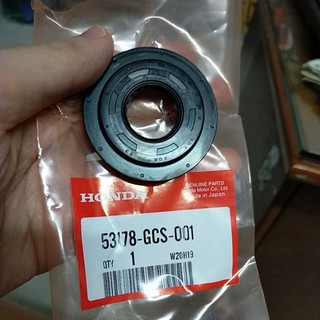 HONDA
GENUINE PARTS
Honda Motor Co., Ltd.
Made in Japan
53178-GCS-001
QTY 1 W20H19